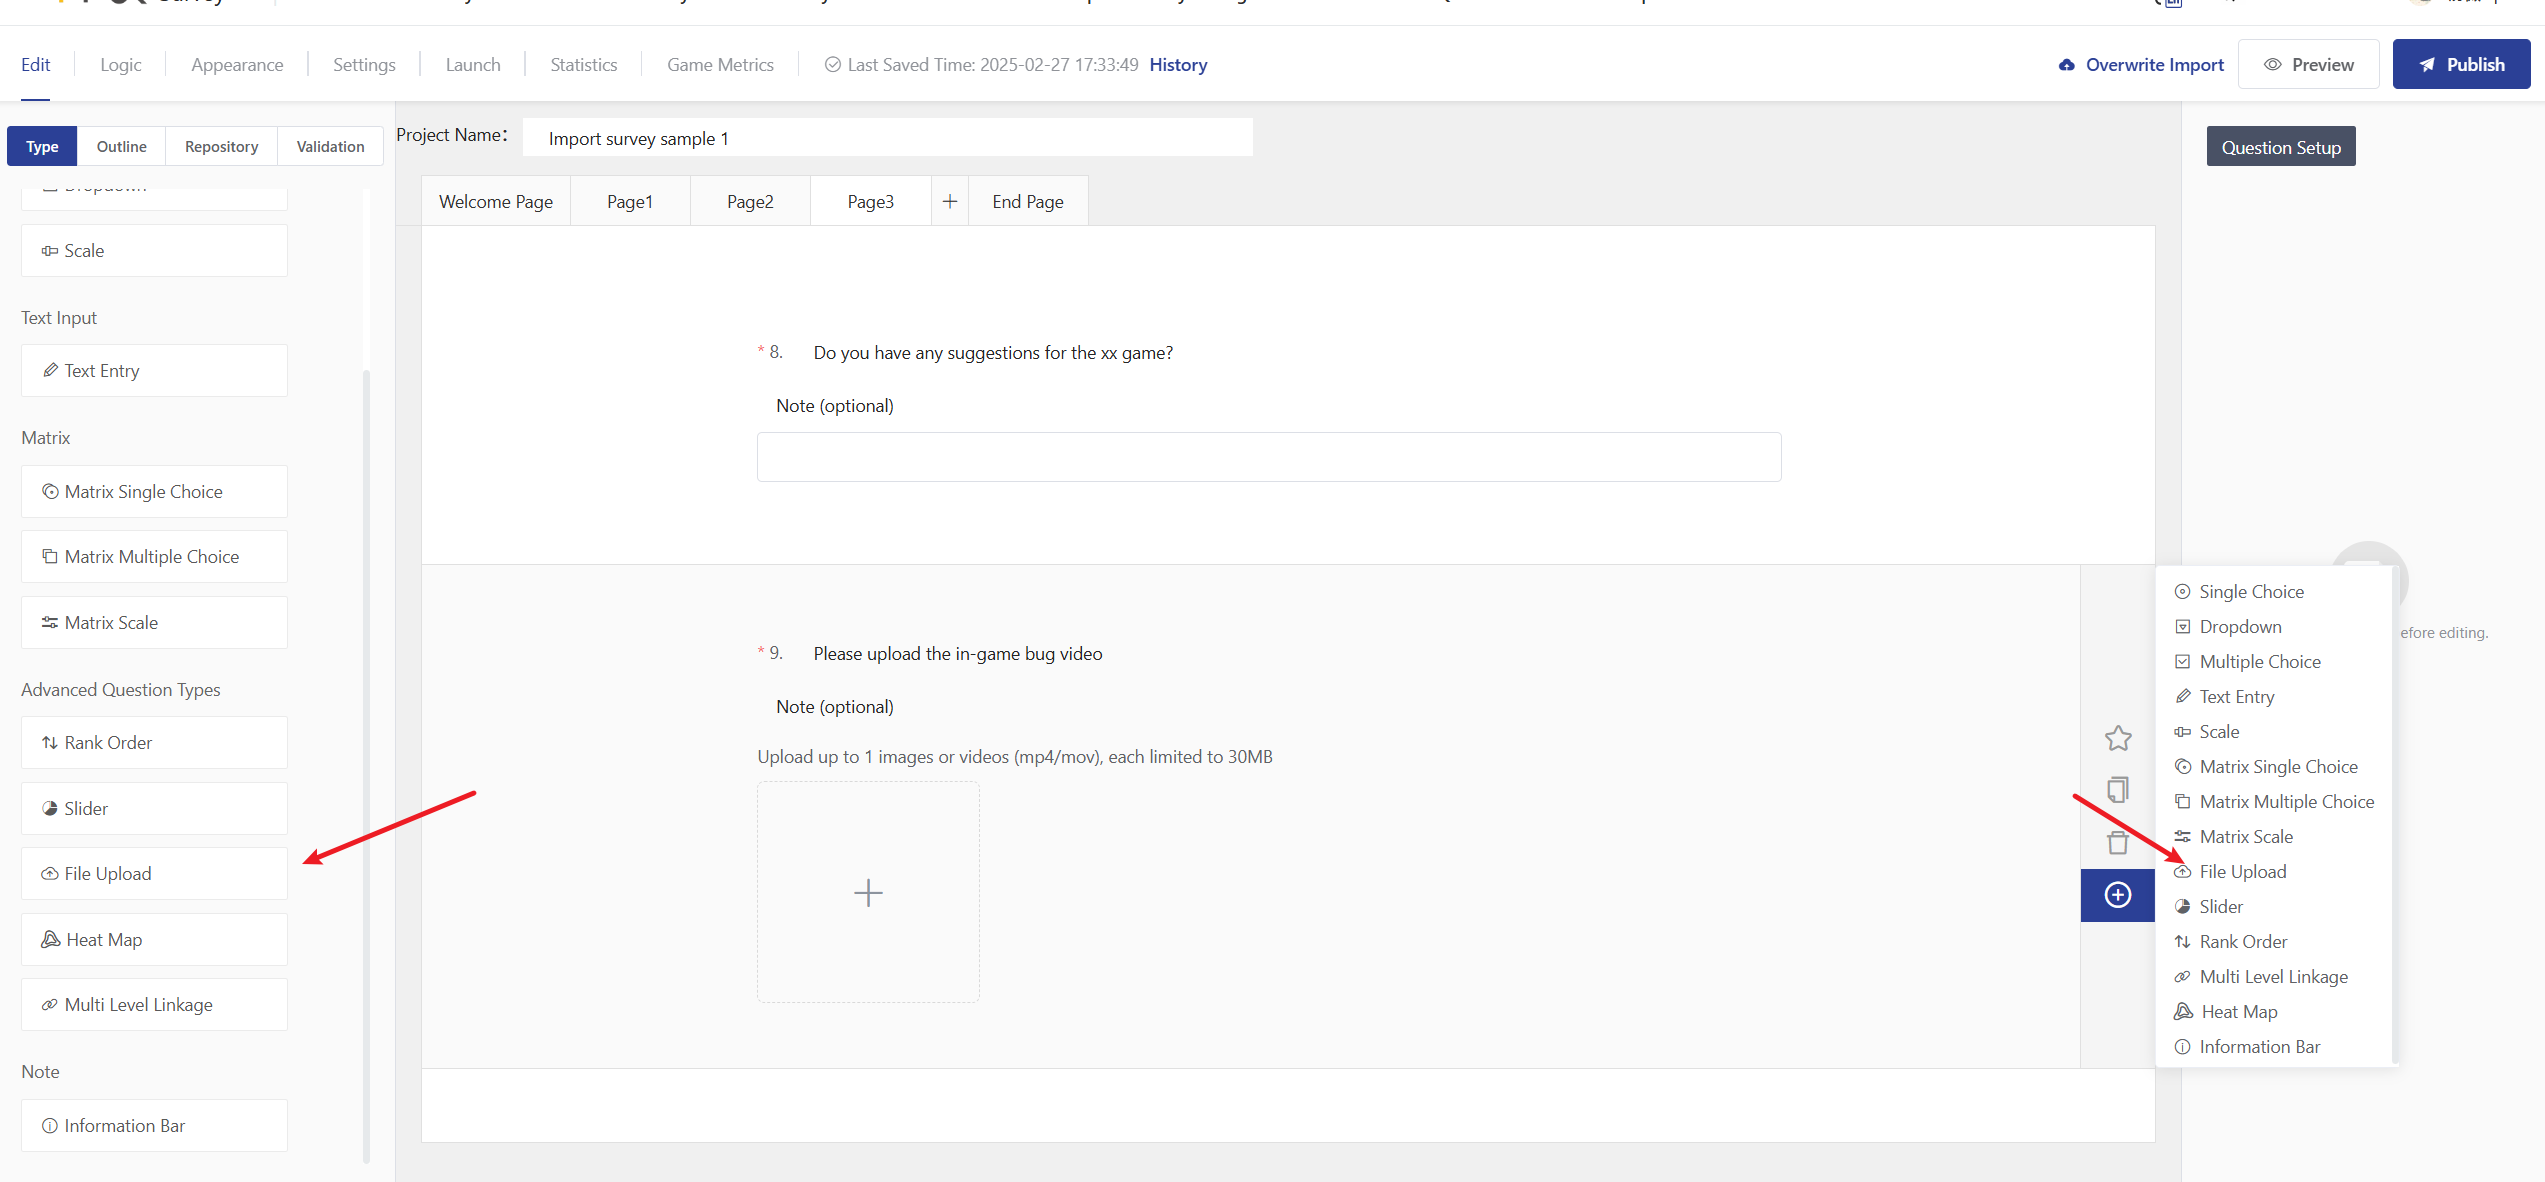 Edit
Logic
Appearance
Settings
Launch
Statistics
Game Metrics
Last Saved Time: 2025-02-27 17:33:49 History
Overwrite Import
Preview
Publish
Type
Outline
Repository
Validation
Project Name：
Import survey sample 1
Question Setup
Welcome Page
Page1
Page2
Page3
End Page
Scale
Text Input
Text Entry
Matrix
Matrix Single Choice
Matrix Multiple Choice
Matrix Scale
Advanced Question Types
Rank Order
Slider
File Upload
Heat Map
Multi Level Linkage
Note
Information Bar
* 8. Do you have any suggestions for the xx game?
Note (optional)
* 9. Please upload the in-game bug video
Note (optional)
Upload up to 1 images or videos (mp4/mov), each limited to 30MB
Single Choice
Dropdown
Multiple Choice
Text Entry
Scale
Matrix Single Choice
Matrix Multiple Choice
Matrix Scale
File Upload
Slider
Rank Order
Multi Level Linkage
Heat Map
Information Bar
efore editing.